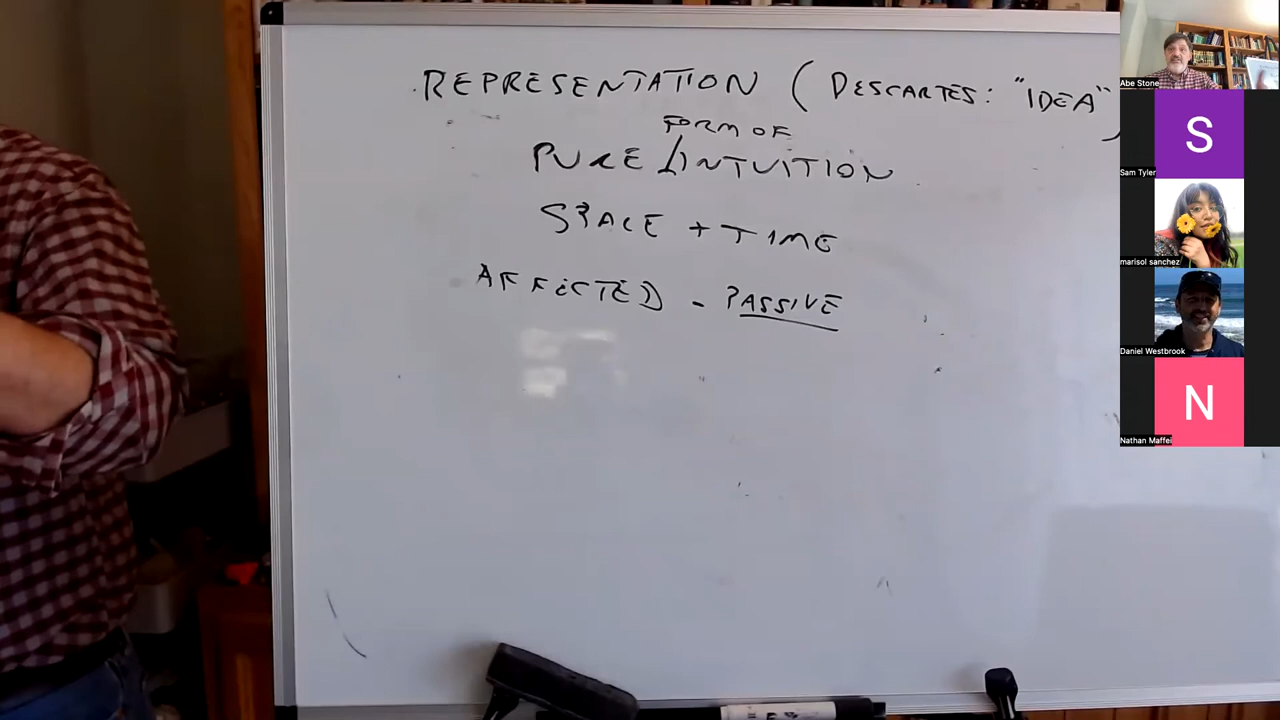 REPRESENTATION (DESCARTES: "IDEA")
FORM OF
PURE INTUITION
SPACE + TIME
AFFECTED - PASSIVE
Abe Stone
S
Sam Tyler
marisol sanchez
Daniel Westbrook
N
Nathan Maffei